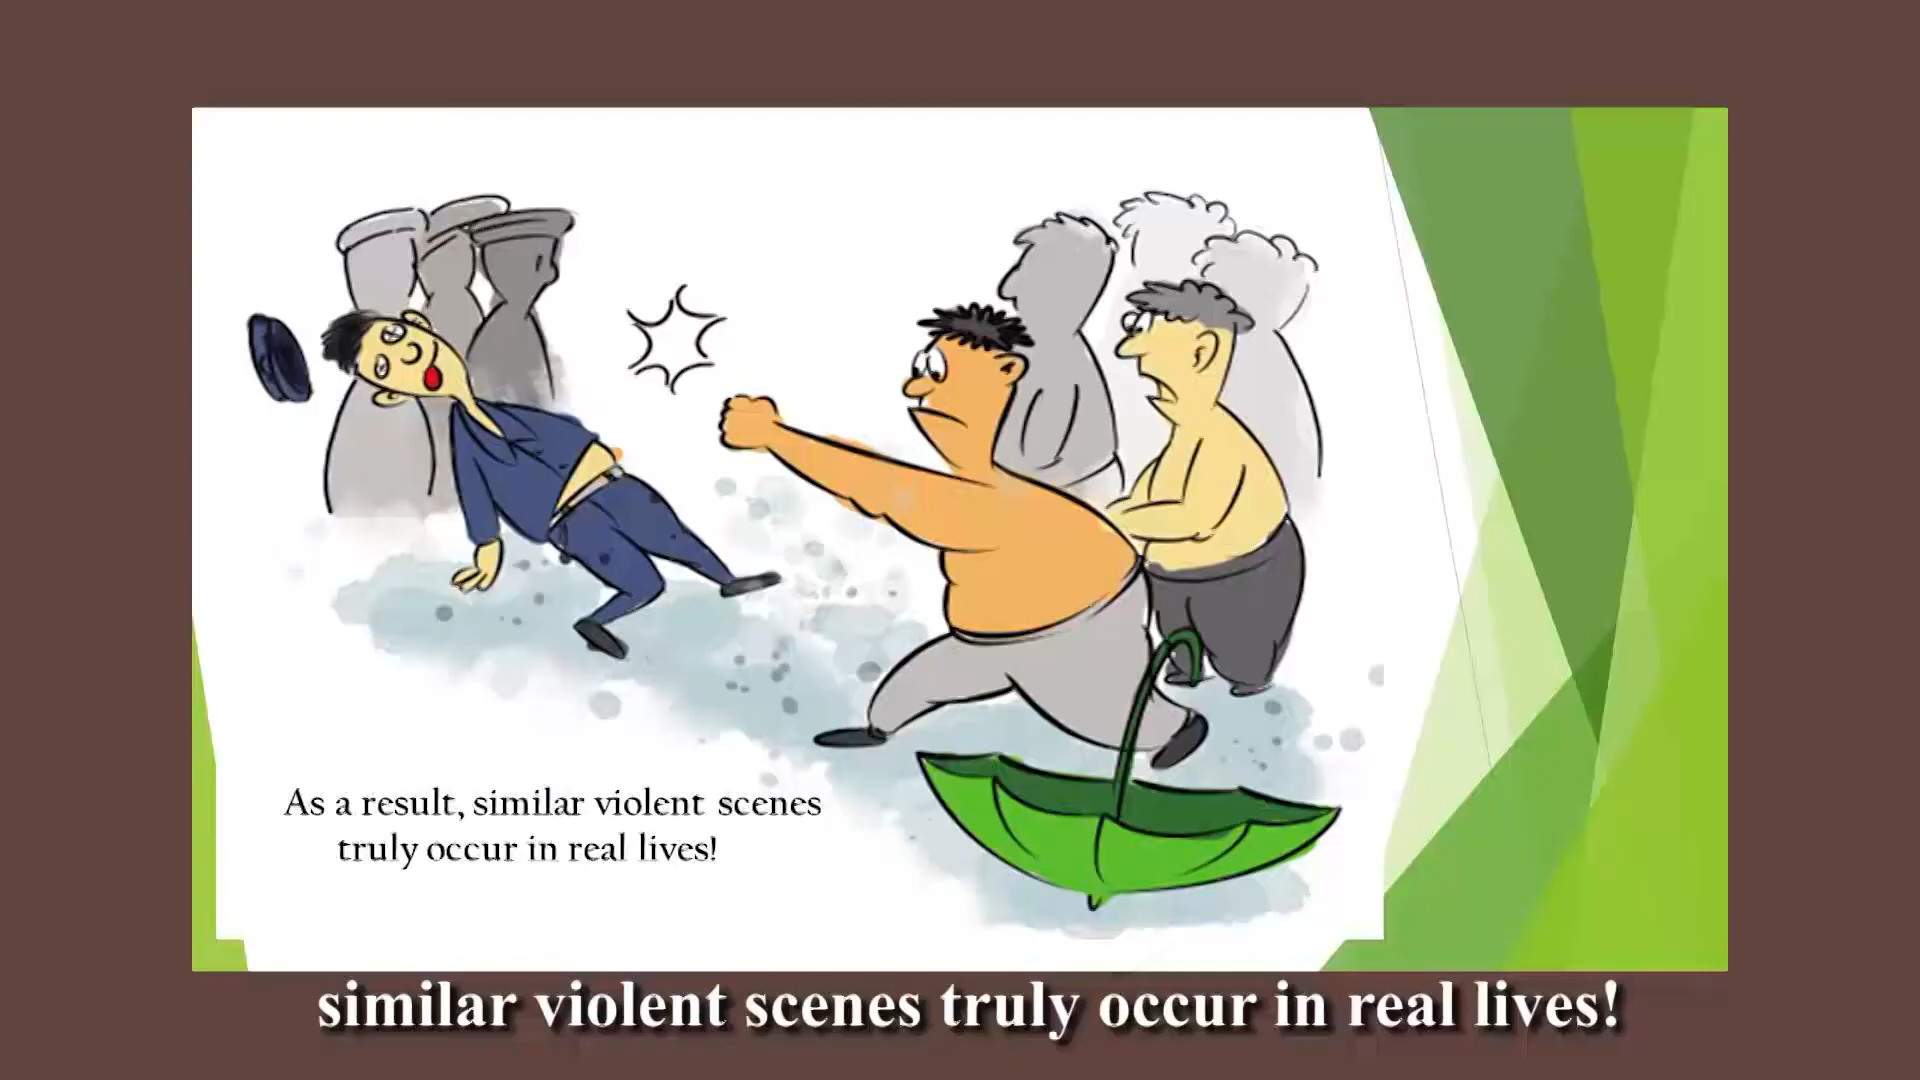 As a result, similar violent scenes
truly occur in real lives!
similar violent scenes truly occur in real lives!